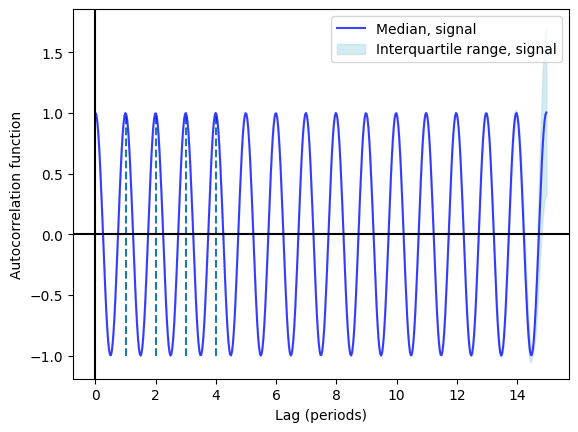 Median, signal
Interquartile range, signal
Autocorrelation function
1.5
1.0
0.5
0.0
−0.5
−1.0
0 2 4 6 8 10 12 14
Lag (periods)